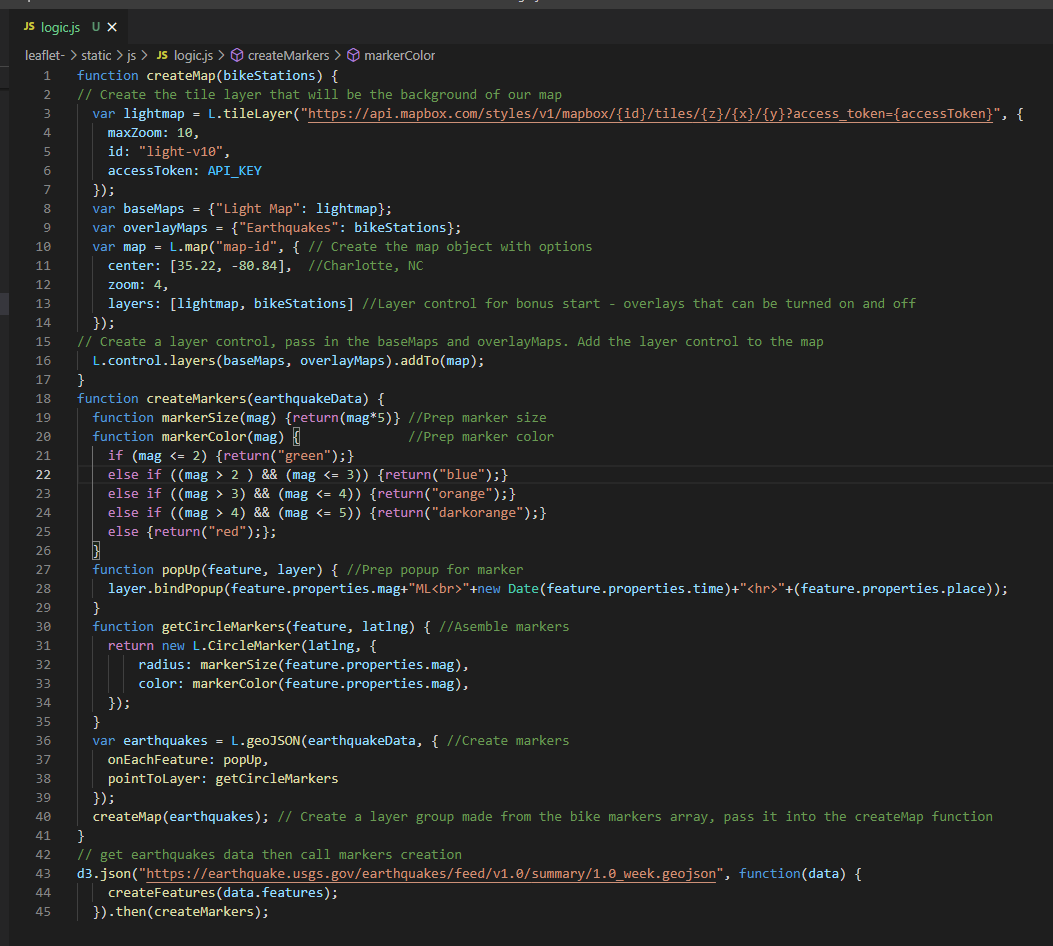 JS logic.js U ×
leaflet- > static > js > JS logic.js > createMarkers > markerColor
1 function createMap(bikeStations) {
2 // Create the tile layer that will be the background of our map
3   var lightmap = L.tileLayer("https://api.mapbox.com/styles/v1/mapbox/{id}/tiles/{z}/{x}/{y}?access_token={accessToken}", {
4     maxZoom: 10,
5     id: "light-v10",
6     accessToken: API_KEY
7   });
8   var baseMaps = {"Light Map": lightmap};
9   var overlayMaps = {"Earthquakes": bikeStations};
10   var map = L.map("map-id", { // Create the map object with options
11     center: [35.22, -80.84],  //Charlotte, NC
12     zoom: 4,
13     layers: [lightmap, bikeStations] //Layer control for bonus start - overlays that can be turned on and off
14   });
15 // Create a layer control, pass in the baseMaps and overlayMaps. Add the layer control to the map
16   L.control.layers(baseMaps, overlayMaps).addTo(map);
17 }
18 function createMarkers(earthquakeData) {
19   function markerSize(mag) {return(mag*5)} //Prep marker size
20   function markerColor(mag) {              //Prep marker color
21     if (mag <= 2) {return("green");}
22     else if ((mag > 2 ) && (mag <= 3)) {return("blue");}
23     else if ((mag > 3) && (mag <= 4)) {return("orange");}
24     else if ((mag > 4) && (mag <= 5)) {return("darkorange");}
25     else {return("red");};
26   }
27   function popUp(feature, layer) { //Prep popup for marker
28     layer.bindPopup(feature.properties.mag+"ML<br>"+new Date(feature.properties.time)+"<hr>"+(feature.properties.place));
29   }
30   function getCircleMarkers(feature, latlng) { //Asemble markers
31     return new L.CircleMarker(latlng, {
32         radius: markerSize(feature.properties.mag),
33         color: markerColor(feature.properties.mag),
34     });
35   }
36   var earthquakes = L.geoJSON(earthquakeData, { //Create markers
37     onEachFeature: popUp,
38     pointToLayer: getCircleMarkers
39   });
40   createMap(earthquakes); // Create a layer group made from the bike markers array, pass it into the createMap function
41 }
42 // get earthquakes data then call markers creation
43 d3.json("https://earthquake.usgs.gov/earthquakes/feed/v1.0/summary/1.0_week.geojson", function(data) {
44     createFeatures(data.features);
45   }).then(createMarkers);